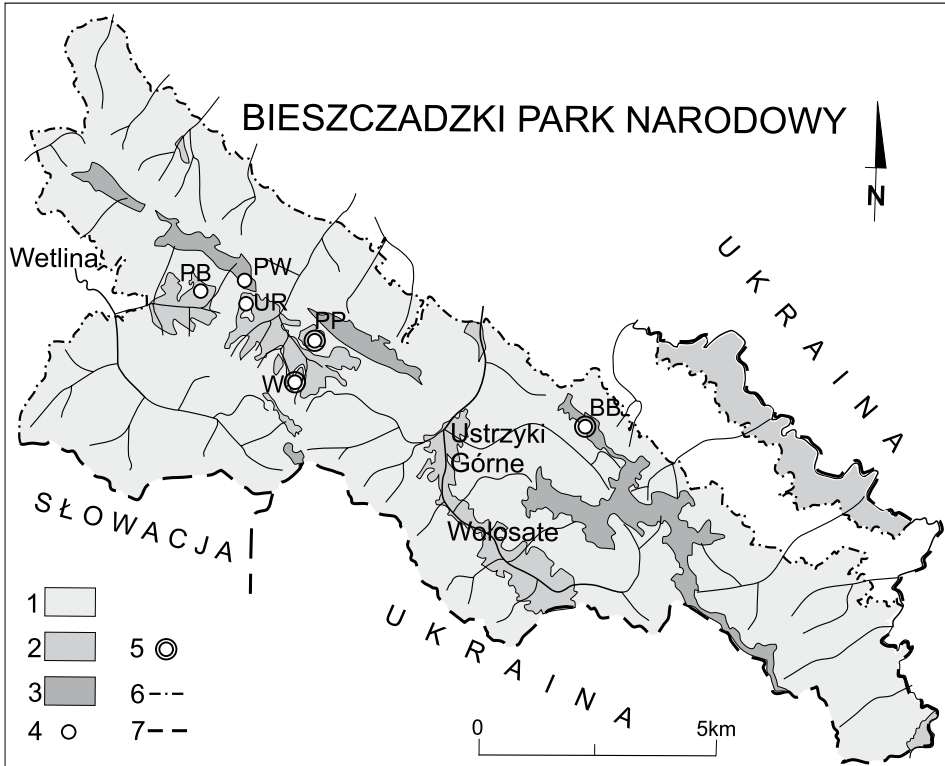 BIESZCZADZKI PARK NARODOWY
N
UKRAINA
Wetlina
PB
PW
UR
PP
W
BB
Ustrzyki
Górne
Wołosate
SŁOWACJA
UKRAINA
1
2
3
4
5
6
7
0
5km